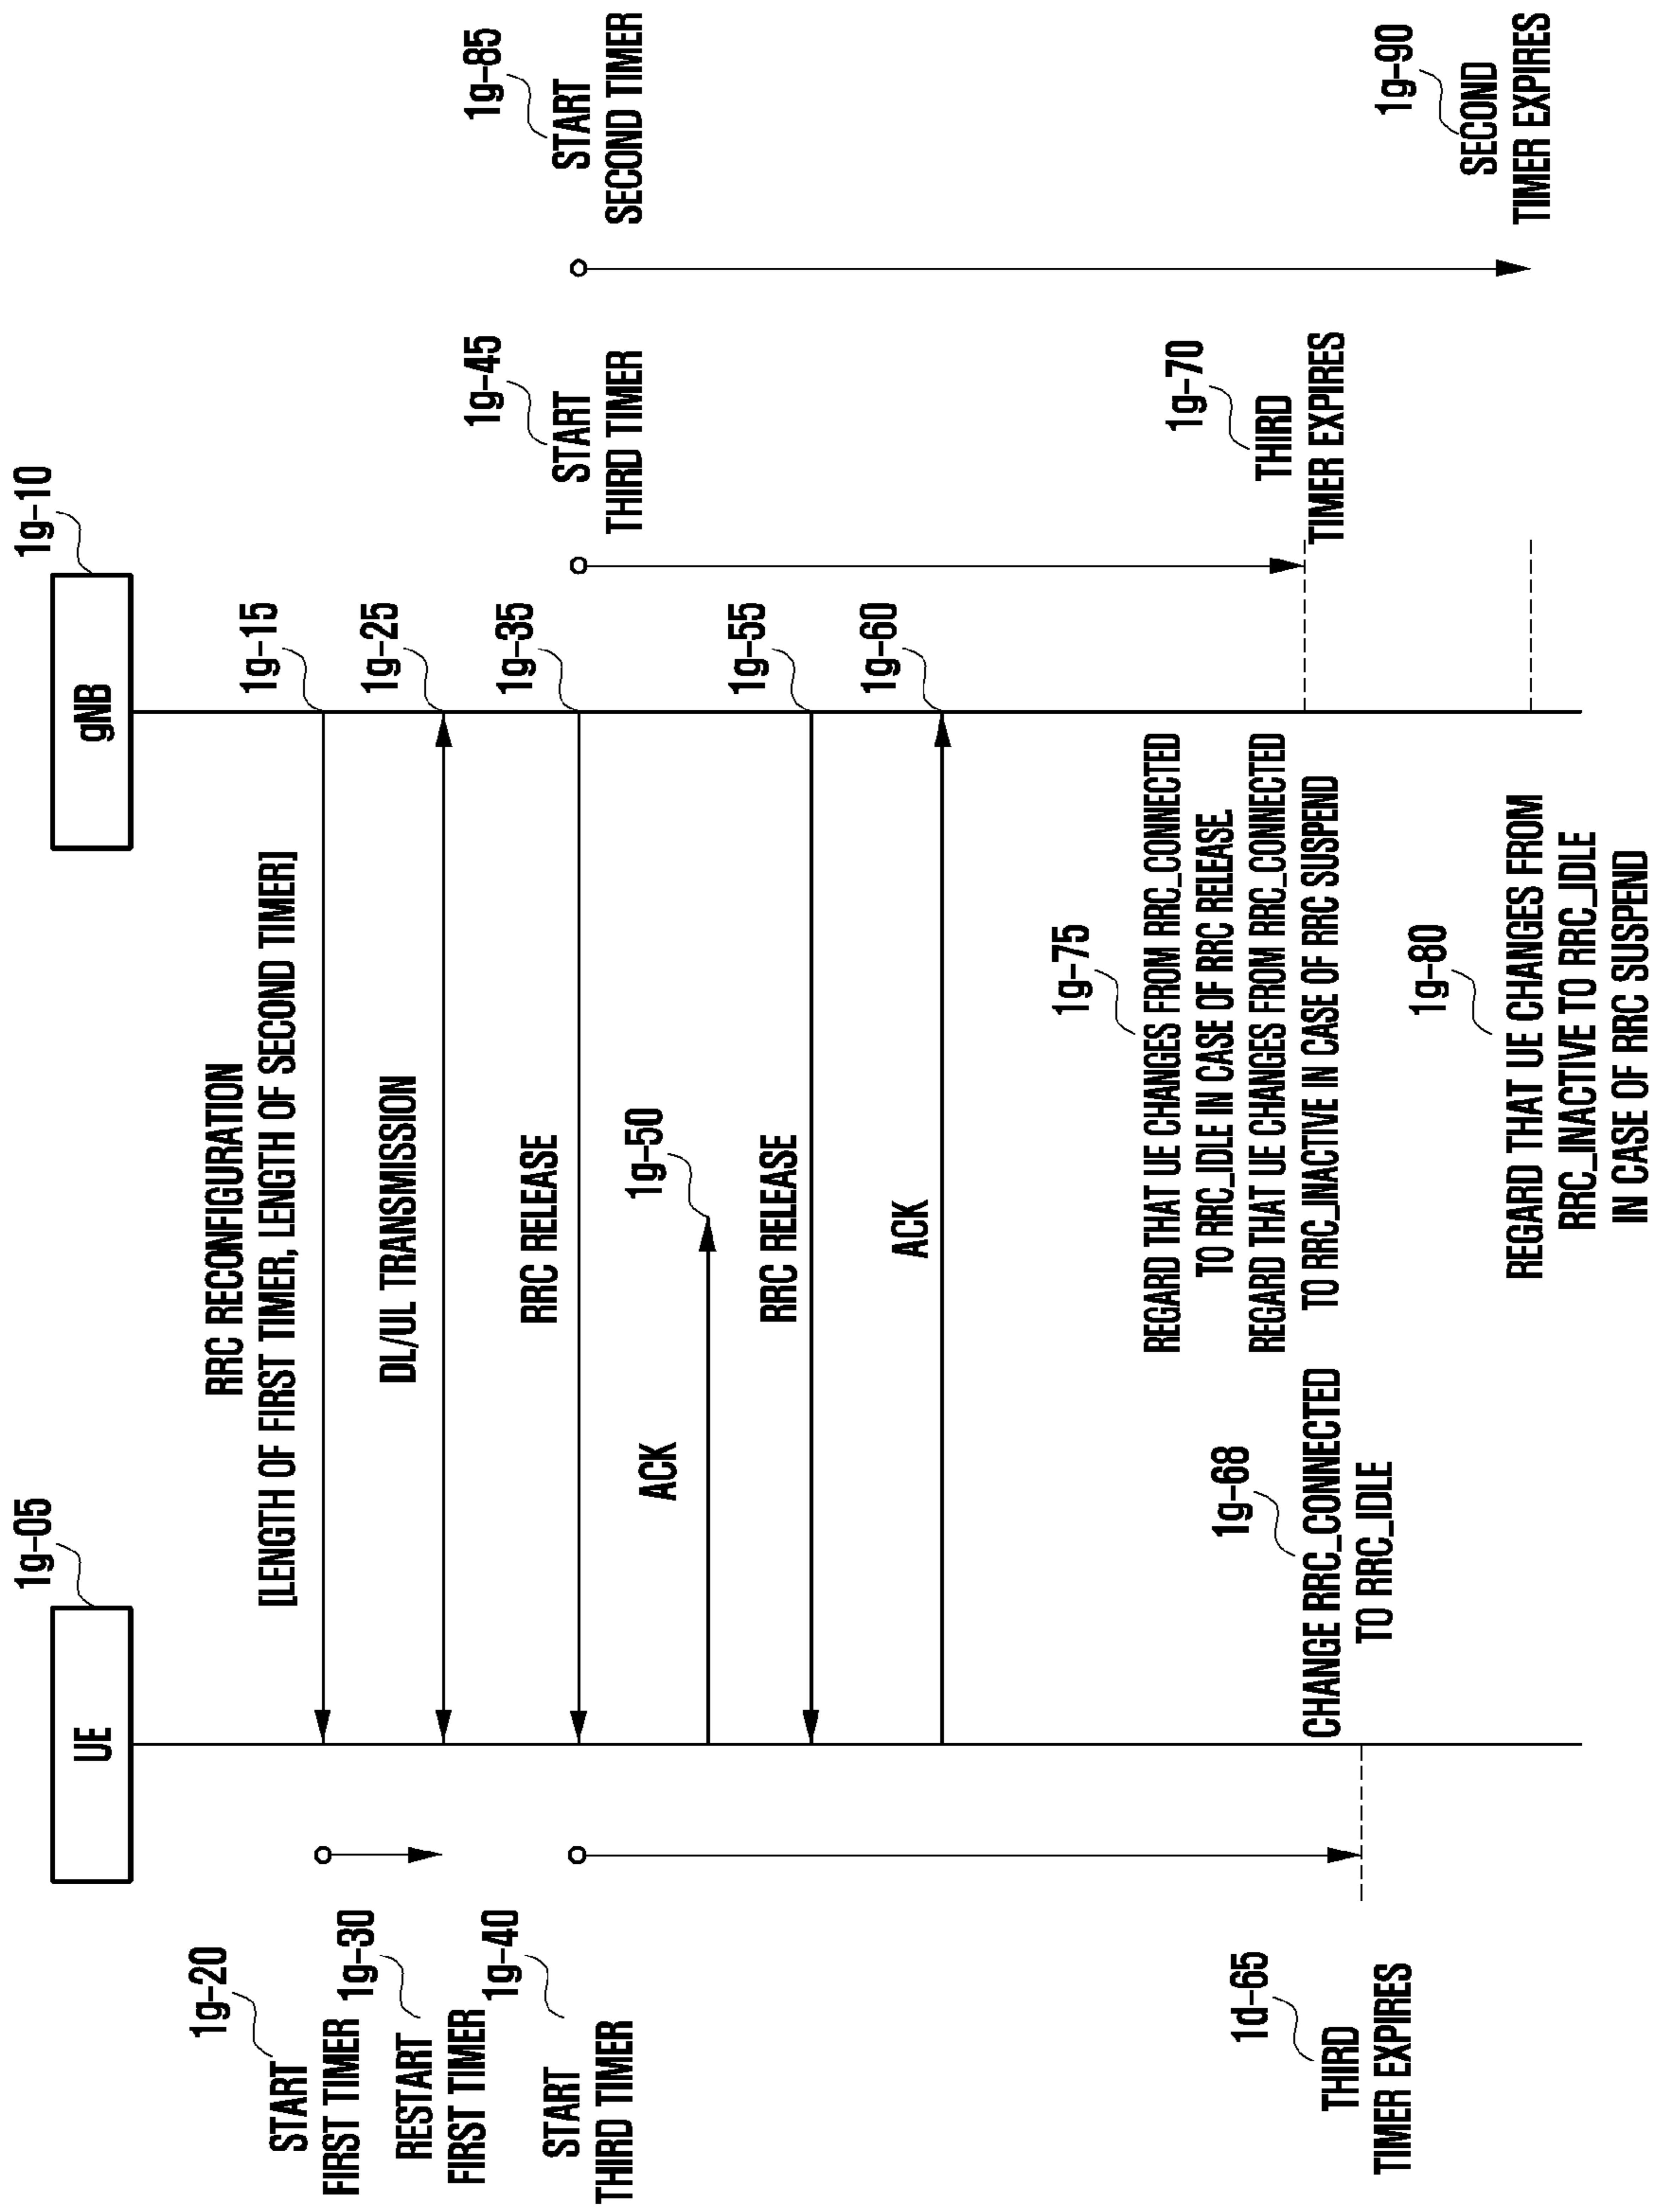 1g-05
UE
1g-10
gNB
1g-20
START
FIRST TIMER
RRC RECONFIGURATION
[LENGTH OF FIRST TIMER, LENGTH OF SECOND TIMER]
1g-15
1g-30
RESTART
FIRST TIMER
DL/UL TRANSMISSION
1g-25
1g-40
START
THIRD TIMER
RRC RELEASE
1g-35
1g-45
START
THIRD TIMER
1g-85
START
SECOND TIMER
ACK
1g-50
RRC RELEASE
1g-55
ACK
1g-60
1d-65
THIRD
TIMER EXPIRES
1g-68
CHANGE RRC_CONNECTED
TO RRC_IDLE
1g-75
REGARD THAT UE CHANGES FROM RRC_CONNECTED
TO RRC_IDLE IN CASE OF RRC RELEASE.
REGARD THAT UE CHANGES FROM RRC_CONNECTED
TO RRC_INACTIVE IN CASE OF RRC SUSPEND
1g-70
THIRD
TIMER EXPIRES
1g-80
REGARD THAT UE CHANGES FROM
RRC_INACTIVE TO RRC_IDLE
IN CASE OF RRC SUSPEND
1g-90
SECOND
TIMER EXPIRES